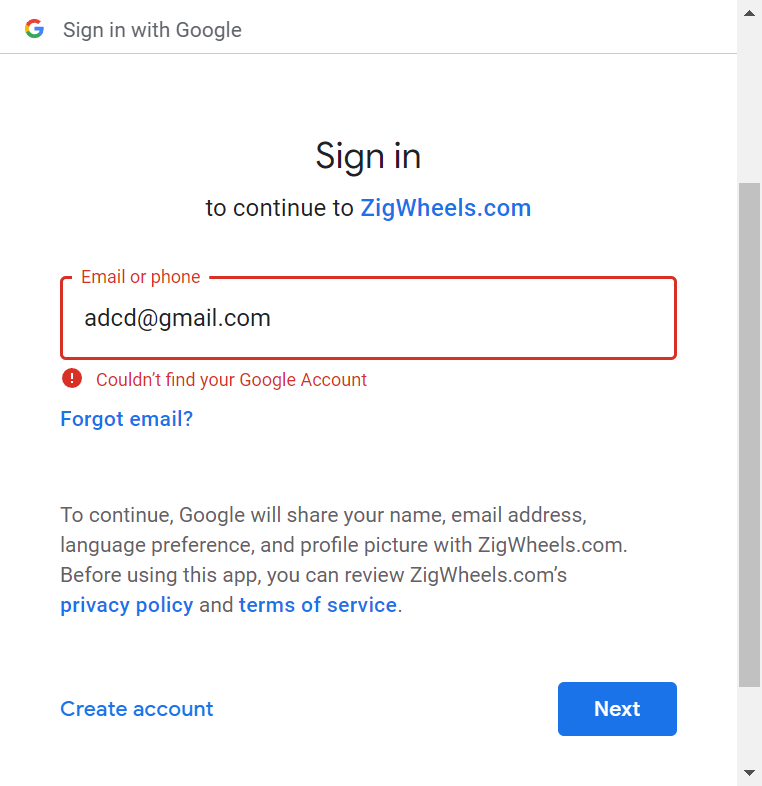 Sign in with Google
Sign in
to continue to ZigWheels.com
Email or phone
adcd@gmail.com
Couldn’t find your Google Account
Forgot email?
To continue, Google will share your name, email address,
language preference, and profile picture with ZigWheels.com.
Before using this app, you can review ZigWheels.com’s
privacy policy and terms of service.
Create account
Next